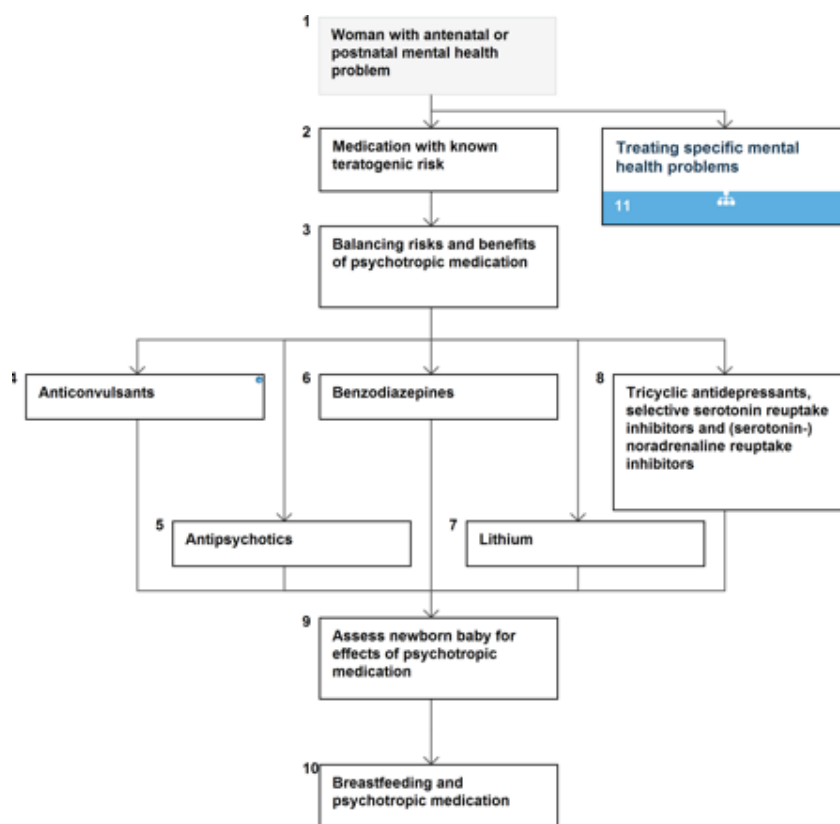 1
Woman with antenatal or
postnatal mental health
problem
2
Medication with known
teratogenic risk
Treating specific mental
health problems
11
3
Balancing risks and benefits
of psychotropic medication
4
Anticonvulsants
6
Benzodiazepines
8
Tricyclic antidepressants,
selective serotonin reuptake
inhibitors and (serotonin-)
noradrenaline reuptake
inhibitors
5
Antipsychotics
7
Lithium
9
Assess newborn baby for
effects of psychotropic
medication
10
Breastfeeding and
psychotropic medication